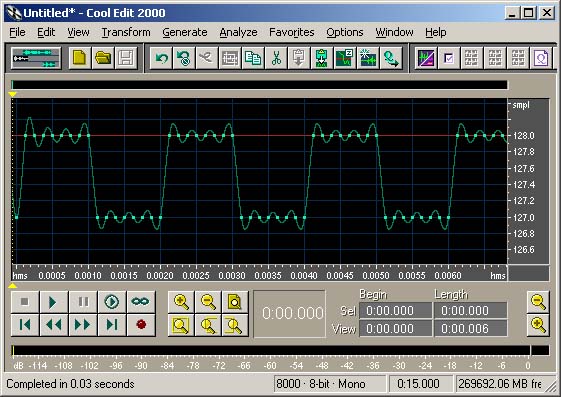 Untitled* - Cool Edit 2000
File Edit View Transform Generate Analyze Favorites Options Window Help
smpl
128.0
127.8
127.6
127.4
127.2
127.0
126.8
126.6
hms 0.0005 0.0010 0.0015 0.0020 0.0025 0.0030 0.0035 0.0040 0.0045 0.0050 0.0055 0.0060 hms
0:00.000
Begin Length
Sel 0:00.000 0:00.000
View 0:00.000 0:00.006
dB -114 -108 -102 -96 -90 -84 -78 -72 -66 -60 -54 -48 -42 -36 -30 -24 -18 -12 -6 0
Completed in 0.03 seconds 8000 · 8-bit · Mono 0:15.000 269692.06 MB fre